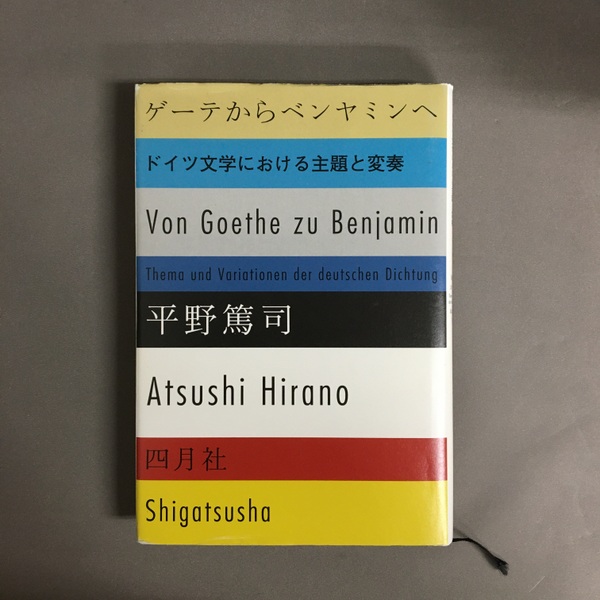 ゲーテからベンヤミンへ
ドイツ文学における主題と変奏
Von Goethe zu Benjamin
Thema und Variationen der deutschen Dichtung
平野篤司
Atsushi Hirano
四月社
Shigatsusha